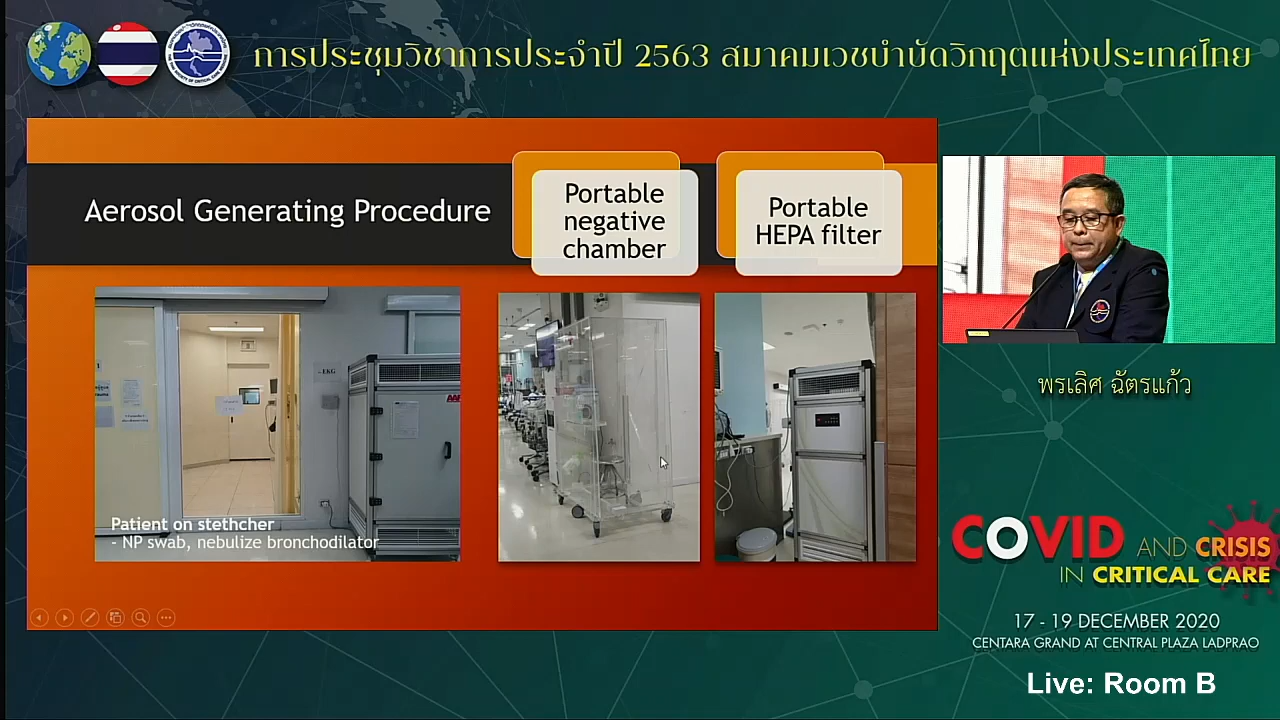 การประชุมวิชาการประจำปี 2563 สมาคมเวชบำบัดวิกฤตแห่งประเทศไทย
Aerosol Generating Procedure
Portable
negative
chamber
Portable
HEPA filter
EKG
Patient on stethcher
- NP swab, nebulize bronchodilator
พรเลิศ ฉัตรแก้ว
COVID AND CRISIS
IN CRITICAL CARE
17 - 19 DECEMBER 2020
CENTARA GRAND AT CENTRAL PLAZA LADPRAO
Live: Room B